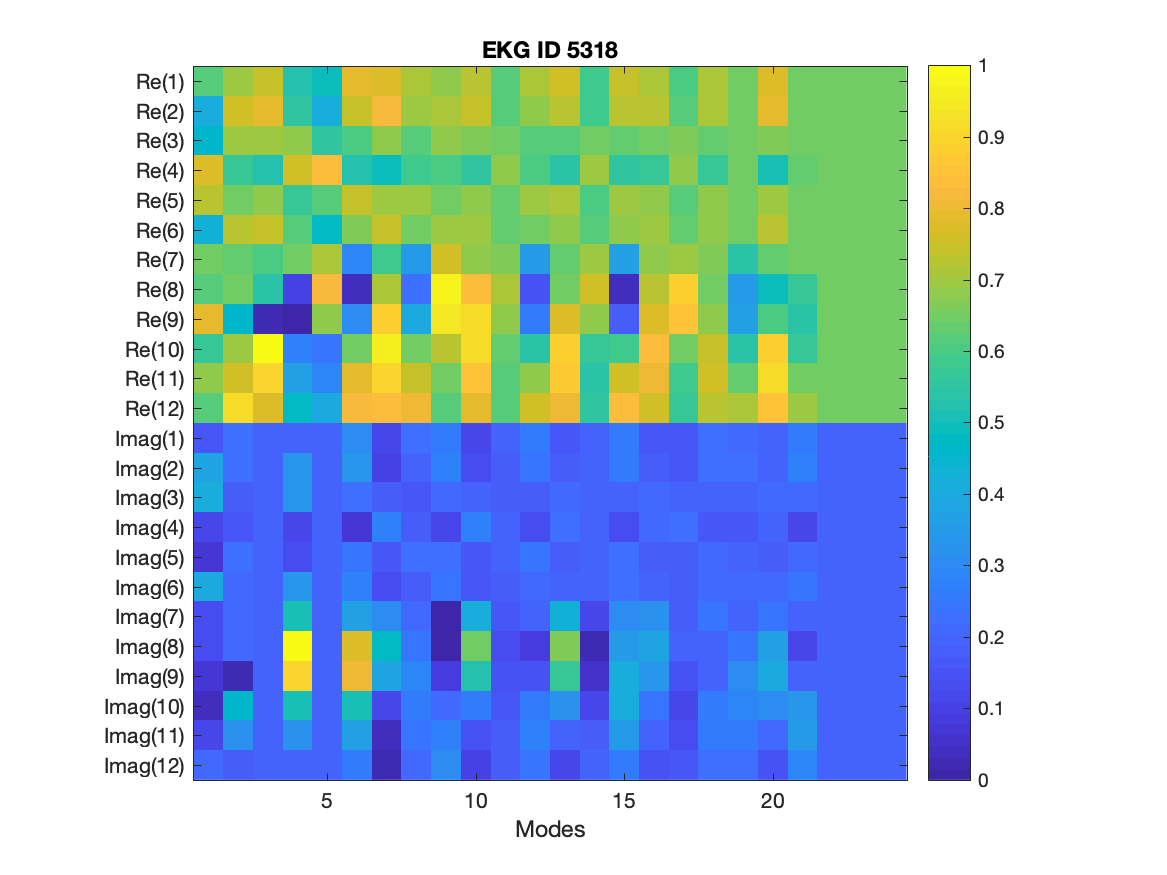 EKG ID 5318
Re(1)
Re(2)
Re(3)
Re(4)
Re(5)
Re(6)
Re(7)
Re(8)
Re(9)
Re(10)
Re(11)
Re(12)
Imag(1)
Imag(2)
Imag(3)
Imag(4)
Imag(5)
Imag(6)
Imag(7)
Imag(8)
Imag(9)
Imag(10)
Imag(11)
Imag(12)
5 10 15 20
Modes
1
0.9
0.8
0.7
0.6
0.5
0.4
0.3
0.2
0.1
0